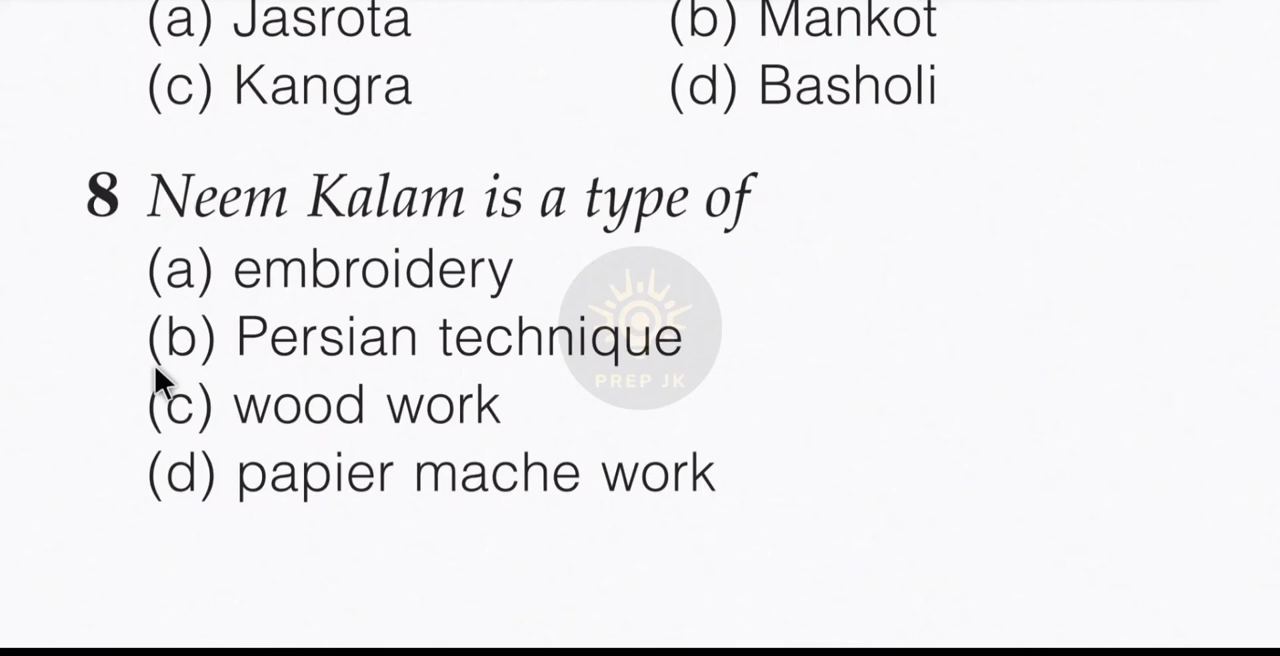 (a) Jasrota (b) Mankot
(c) Kangra (d) Basholi
8 Neem Kalam is a type of
(a) embroidery
(b) Persian technique
PREP JK
(c) wood work
(d) papier mache work